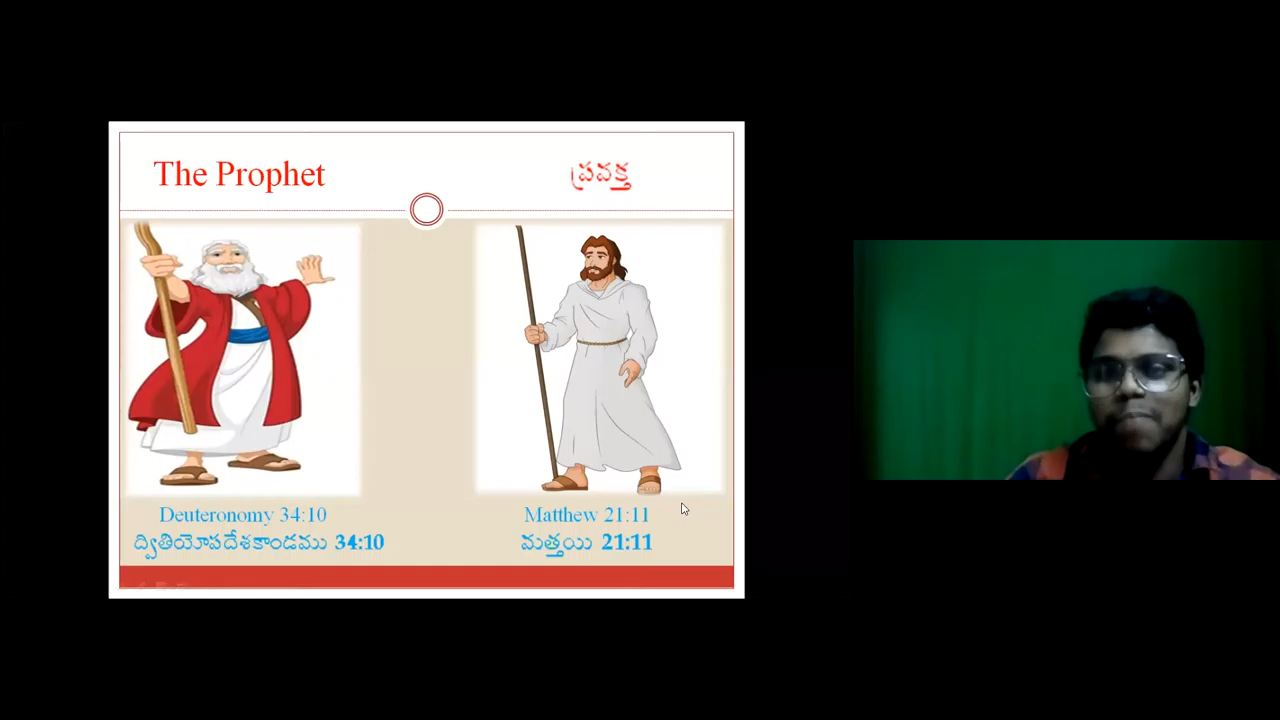 The Prophet ప్రవక్త
Deuteronomy 34:10 Matthew 21:11
ద్వితియోపదేశకాండము 34:10 మత్తయి 21:11